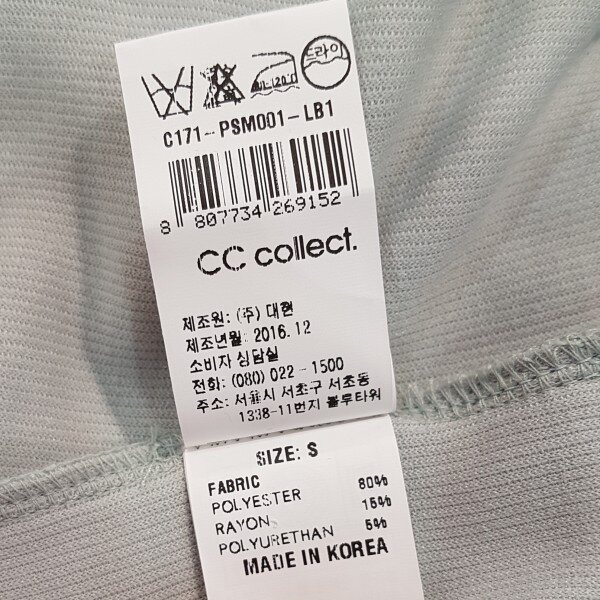 드라이
120℃
C171-PSM001-LB1
8 807734 269152
CC collect.
제조원: (주) 대현
제조년월: 2016.12
소비자 상담실
전화: (080) 022-1500
주소: 서울시 서초구 서초동
1338-11번지 블루타워
SIZE: S
FABRIC
POLYESTER 80%
RAYON 15%
POLYURETHAN 5%
MADE IN KOREA